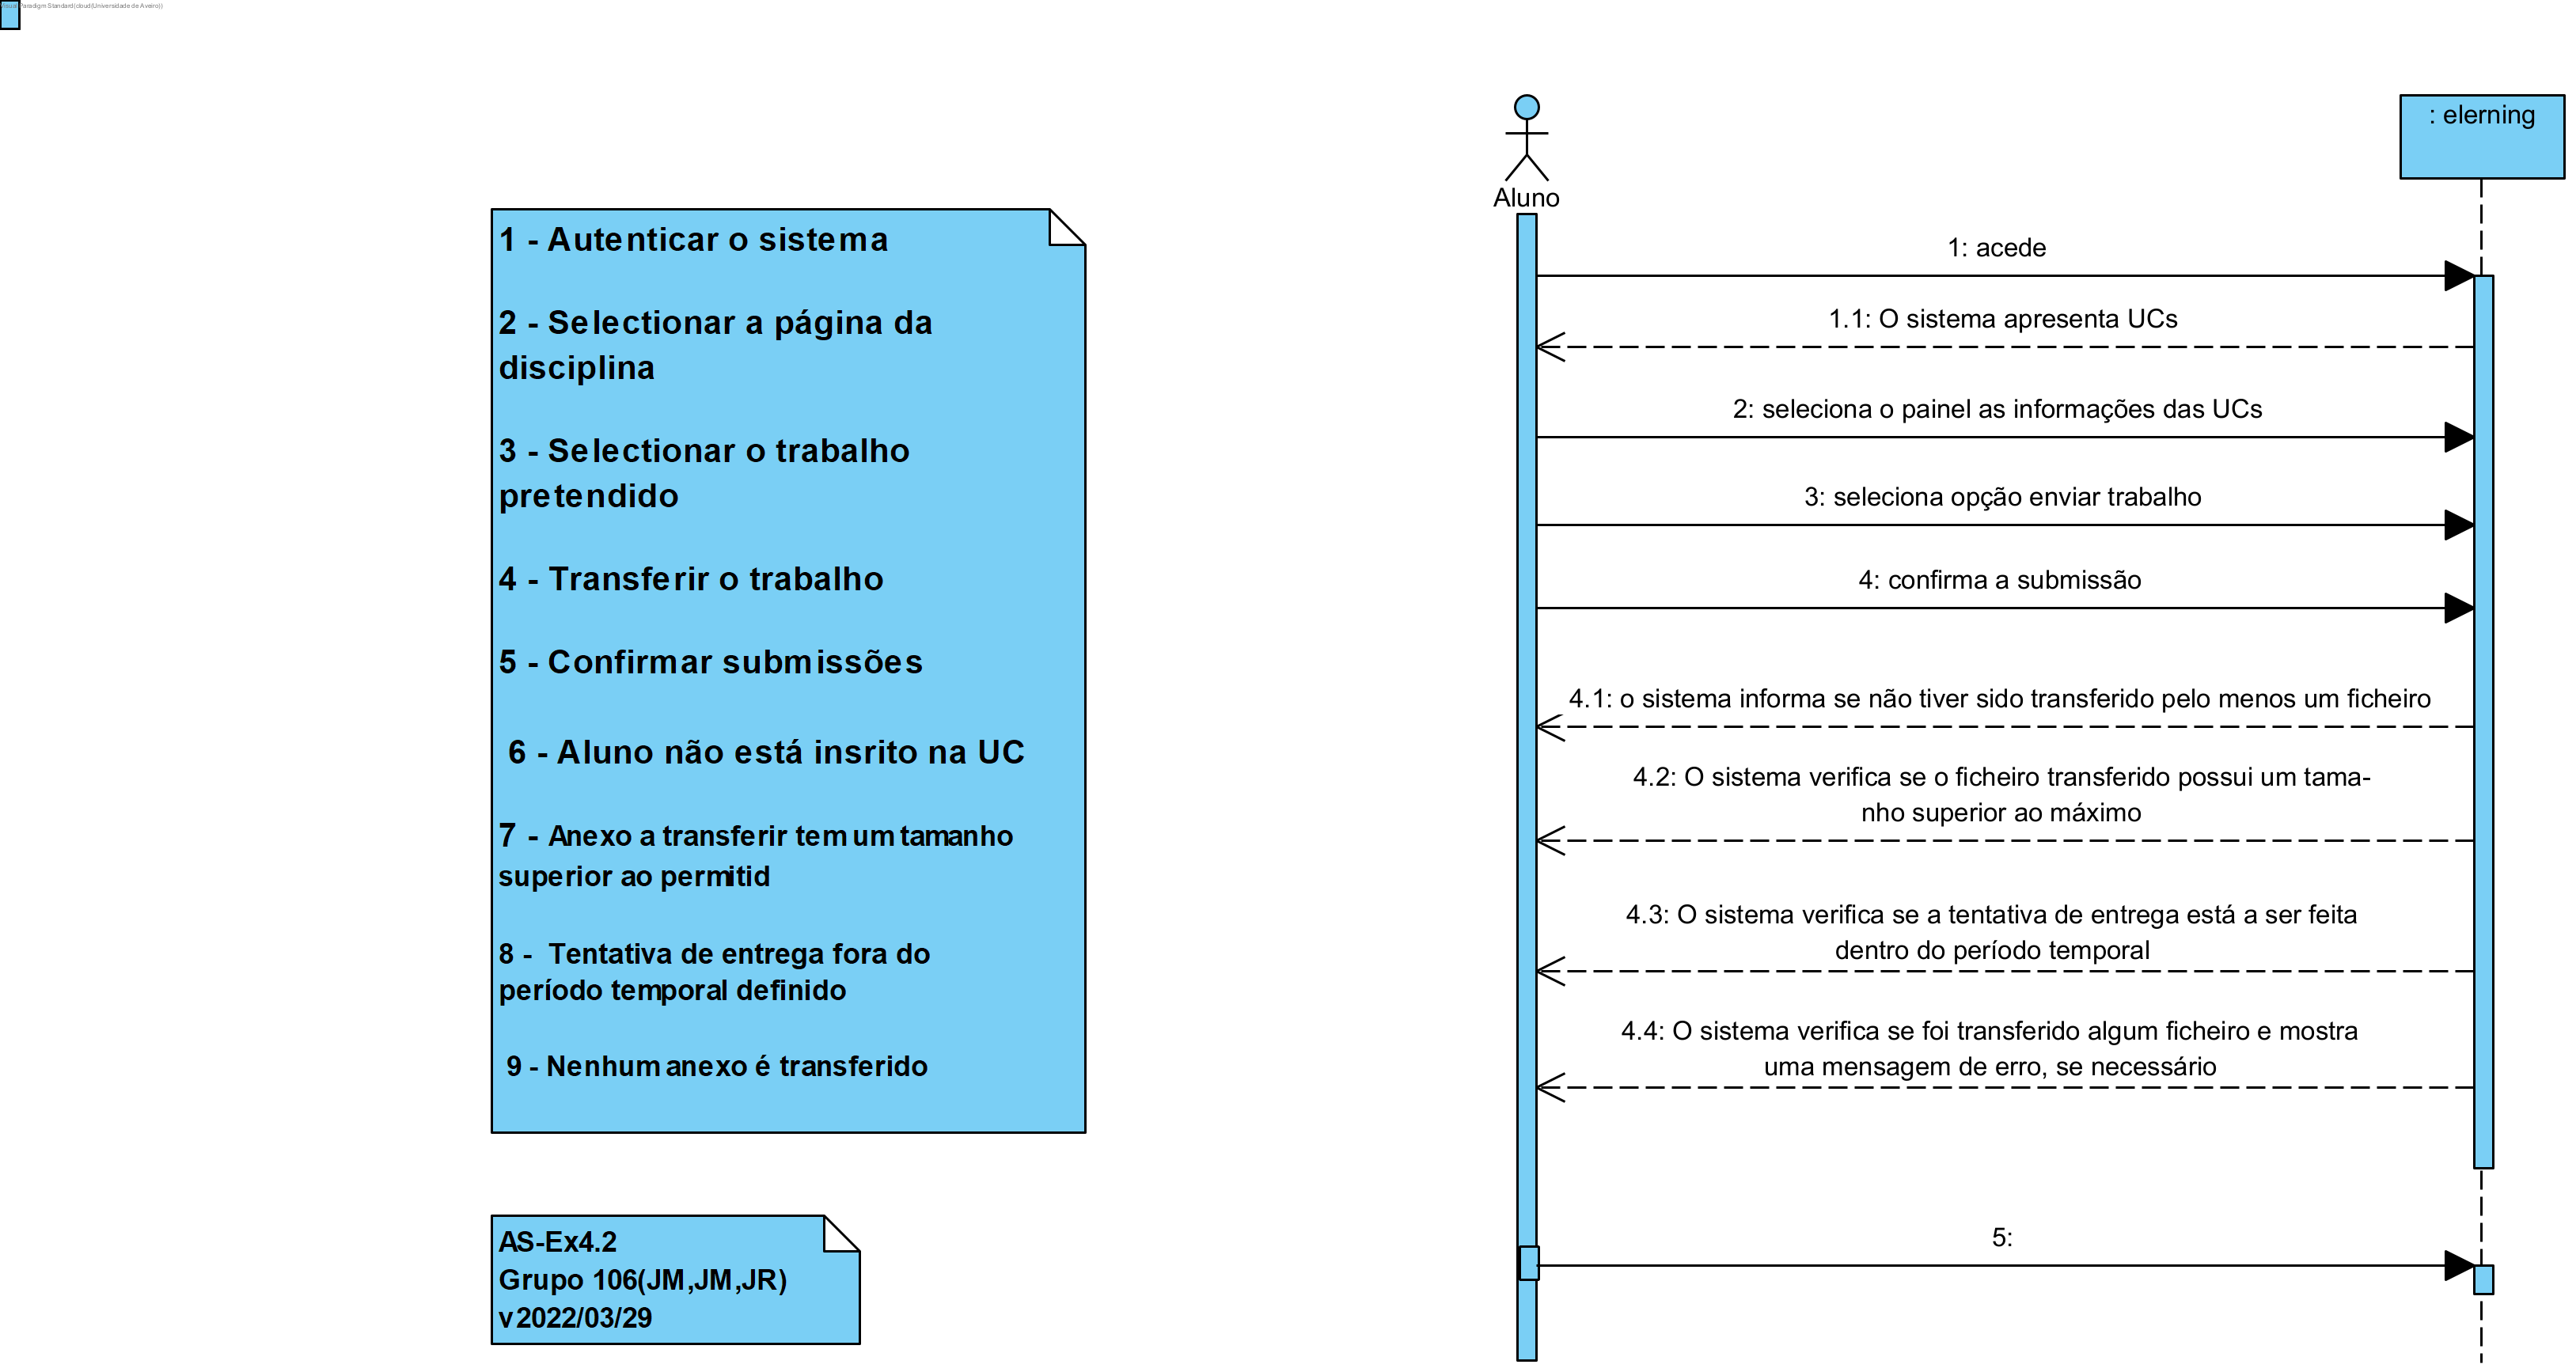 Visual Paradigm Standard(cloud(Universidade de Aveiro))
: elerning
Aluno
1 - Autenticar o sistema
2 - Selectionar a página da
disciplina
3 - Selectionar o trabalho
pretendido
4 - Transferir o trabalho
5 - Confirmar submissões
6 - Aluno não está insrito na UC
7 - Anexo a transferir tem um tamanho
superior ao permitid
8 - Tentativa de entrega fora do
período temporal definido
9 - Nenhum anexo é transferido
AS-Ex4.2
Grupo 106(JM,JM,JR)
v2022/03/29
1: acede
1.1: O sistema apresenta UCs
2: seleciona o painel as informações das UCs
3: seleciona opção enviar trabalho
4: confirma a submissão
4.1: o sistema informa se não tiver sido transferido pelo menos um ficheiro
4.2: O sistema verifica se o ficheiro transferido possui um tama-
nho superior ao máximo
4.3: O sistema verifica se a tentativa de entrega está a ser feita
dentro do período temporal
4.4: O sistema verifica se foi transferido algum ficheiro e mostra
uma mensagem de erro, se necessário
5: